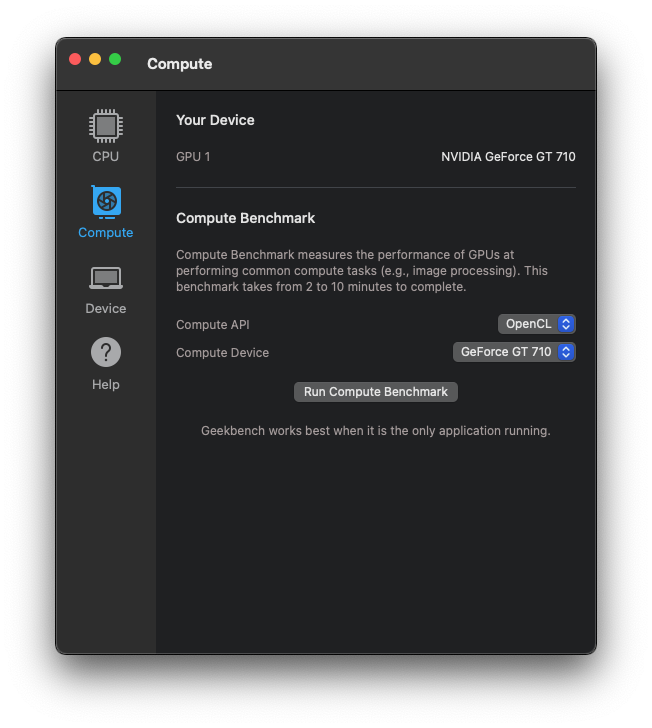 Compute
CPU
Compute
Device
Help
Your Device
GPU 1 NVIDIA GeForce GT 710
Compute Benchmark
Compute Benchmark measures the performance of GPUs at
performing common compute tasks (e.g., image processing). This
benchmark takes from 2 to 10 minutes to complete.
Compute API OpenCL
Compute Device GeForce GT 710
Run Compute Benchmark
Geekbench works best when it is the only application running.